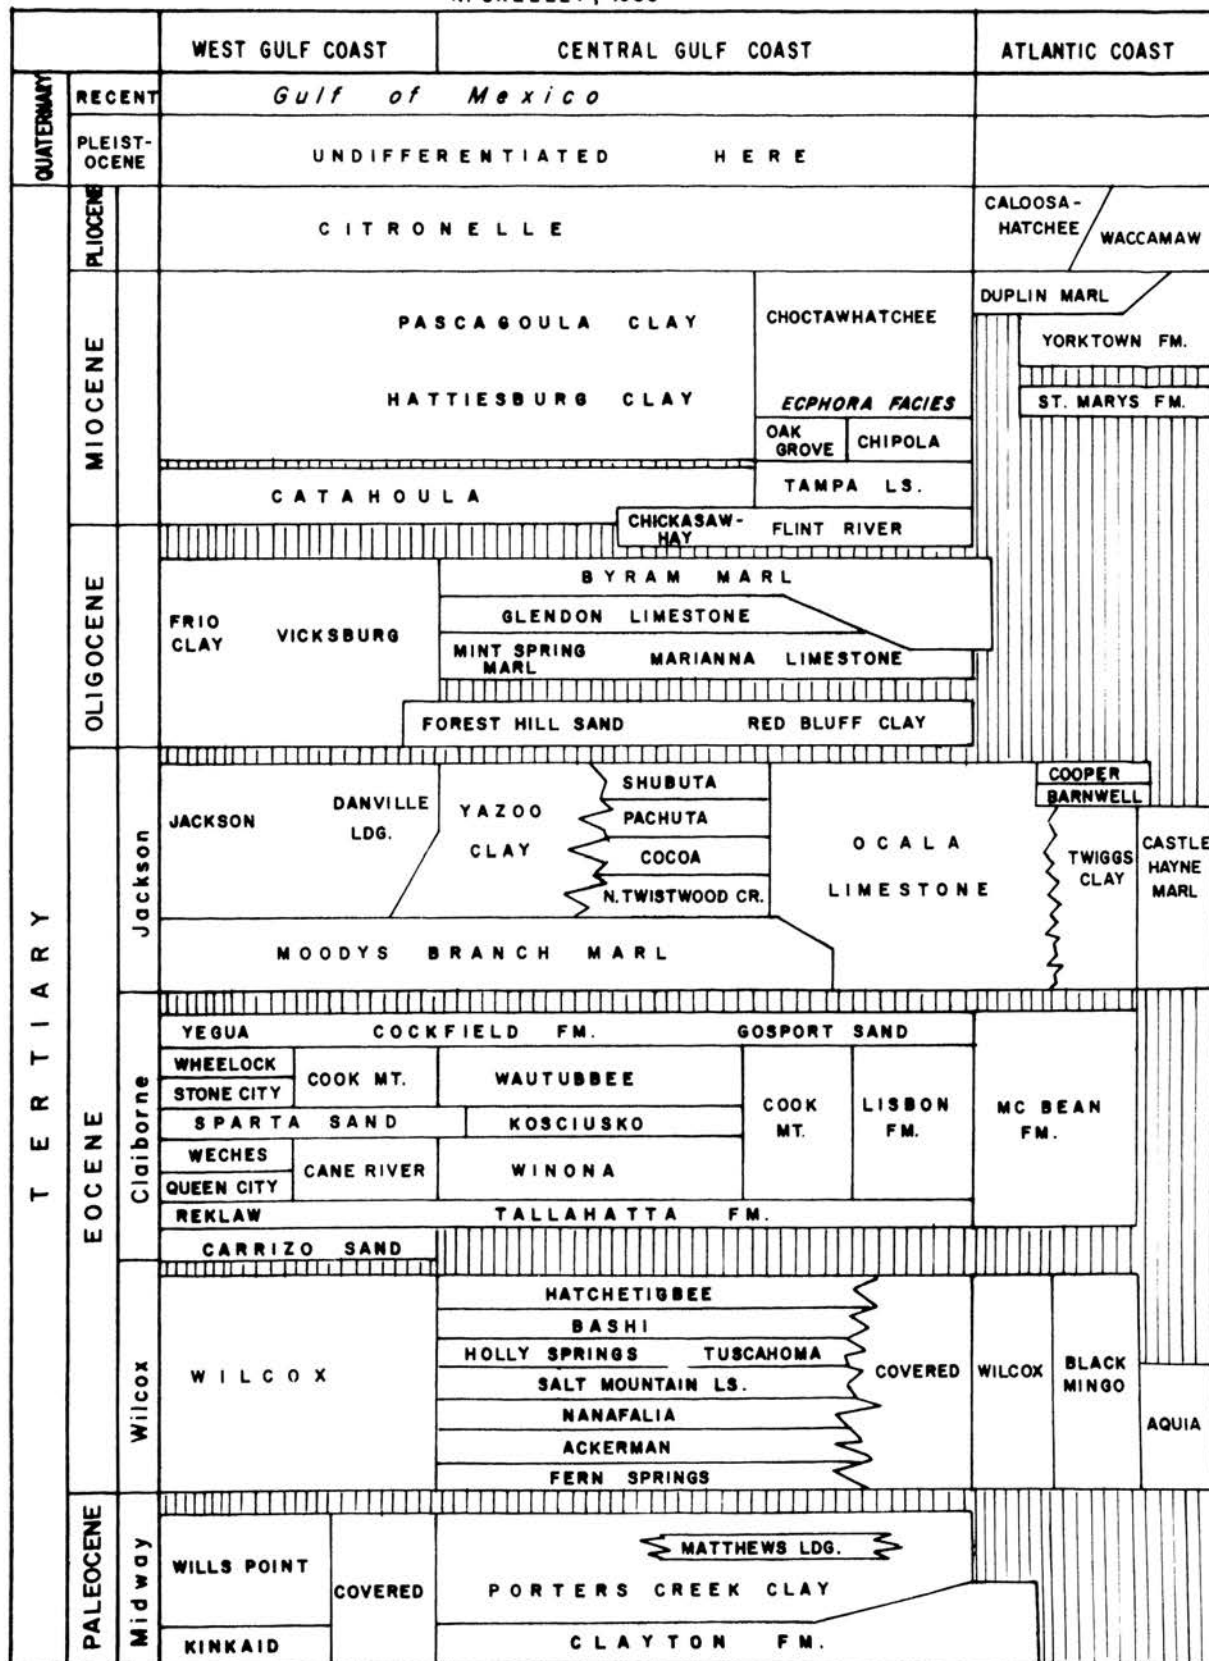 WEST GULF COAST
CENTRAL GULF COAST
ATLANTIC COAST
QUATERNARY
RECENT
Gulf of Mexico
PLEIST-
OCENE
UNDIFFERENTIATED HERE
TERTIARY
PLIOCENE
CITRONELLE
CALOOSA-
HATCHEE
WACCAMAW
MIOCENE
PASCAGOULA CLAY
CHOCTAWHATCHEE
DUPLIN MARL
YORKTOWN FM.
HATTIESBURG CLAY
ECPHORA FACIES
ST. MARYS FM.
OAK
GROVE
CHIPOLA
CATAHOULA
TAMPA LS.
CHICKASAW-
HAY
FLINT RIVER
OLIGOCENE
FRIO
CLAY
VICKSBURG
BYRAM MARL
GLENDON LIMESTONE
MINT SPRING
MARL
MARIANNA LIMESTONE
FOREST HILL SAND
RED BLUFF CLAY
EOCENE
Jackson
JACKSON
DANVILLE
LDG.
YAZOO
CLAY
SHUBUTA
PACHUTA
COCOA
N. TWISTWOOD CR.
OCALA
LIMESTONE
COOPER
BARNWELL
TWIGGS
CLAY
CASTLE
HAYNE
MARL
MOODYS BRANCH MARL
Claiborne
YEGUA
COCKFIELD FM.
GOSPORT SAND
WHEELOCK
STONE CITY
COOK MT.
WAUTUBBEE
COOK
MT.
LISBON
FM.
MC BEAN
FM.
SPARTA SAND
KOSCIUSKO
WECHES
QUEEN CITY
CANE RIVER
WINONA
REKLAW
TALLAHATTA FM.
CARRIZO SAND
Wilcox
WILCOX
HATCHETIGBEE
BASHI
HOLLY SPRINGS
TUSCAHOMA
SALT MOUNTAIN LS.
NANAFALIA
ACKERMAN
FERN SPRINGS
COVERED
WILCOX
BLACK
MINGO
AQUIA
PALEOCENE
Midway
WILLS POINT
COVERED
MATTHEWS LDG.
PORTERS CREEK CLAY
KINKAID
CLAYTON FM.